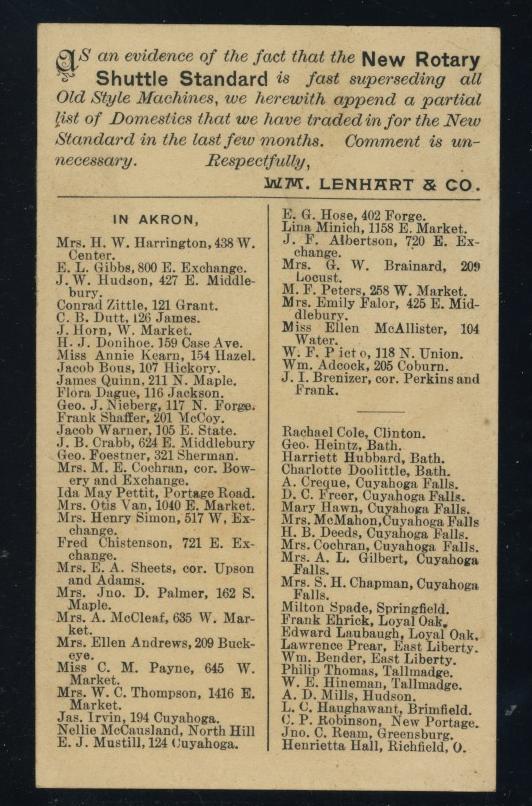 AS an evidence of the fact that the New Rotary
Shuttle Standard is fast superseding all
Old Style Machines, we herewith append a partial
list of Domestics that we have traded in for the New
Standard in the last few months. Comment is un-
necessary. Respectfully,
WM. LENHART & CO.
IN AKRON,
Mrs. H. W. Harrington, 438 W.
Center.
E. L. Gibbs, 800 E. Exchange.
J. W. Hudson, 427 E. Middle-
bury.
Conrad Zittle, 121 Grant.
C. B. Dutt, 126 James.
J. Horn, W. Market.
H. J. Donihoe. 159 Case Ave.
Miss Annie Kearn, 154 Hazel.
Jacob Bous, 107 Hickory.
James Quinn, 211 N. Maple.
Flora Dague, 116 Jackson.
Geo. J. Nieberg, 117 N. Forge.
Frank Shaffer, 201 McCoy.
Jacob Warner, 105 E. State.
J. B. Crabb, 624 E. Middlebury
Geo. Foestner, 321 Sherman.
Mrs. M. E. Cochran, cor. Bow-
ery and Exchange.
Ida May Pettit, Portage Road.
Mrs. Otis Van, 1040 E. Market.
Mrs. Henry Simon, 517 W. Ex-
change.
Fred Chistenson, 721 E. Ex-
change.
Mrs. E. A. Sheets, cor. Upson
and Adams.
Mrs. Jno. D. Palmer, 162 S.
Maple.
Mrs. A. McCleaf, 635 W. Mar-
ket.
Mrs. Ellen Andrews, 209 Buck-
eye.
Miss C. M. Payne, 645 W.
Market.
Mrs. W. C. Thompson, 1416 E.
Market.
Jas. Irvin, 194 Cuyahoga.
Nellie McCausland, North Hill
E. J. Mustill, 124 Cuyahoga.
E. G. Hose, 402 Forge.
Lina Minich, 1158 E. Market.
J. F. Albertson, 720 E. Ex-
change.
Mrs. G. W. Brainard, 209
Locust.
M. F. Peters, 258 W. Market.
Mrs. Emily Falor, 425 E. Mid-
dlebury.
Miss Ellen McAllister, 104
Water.
W. F. Picto, 118 N. Union.
Wm. Adcock, 205 Coburn.
J. I. Brenizer, cor. Perkins and
Frank.
Rachael Cole, Clinton.
Geo. Heintz, Bath.
Harriett Hubbard, Bath.
Charlotte Doolittle, Bath.
A. Creque, Cuyahoga Falls.
D. C. Freer, Cuyahoga Falls.
Mary Hawn, Cuyahoga Falls.
Mrs. McMahon, Cuyahoga Falls
H. B. Deeds, Cuyahoga Falls.
Mrs. Cochran, Cuyahoga Falls.
Mrs. A. L. Gilbert, Cuyahoga
Falls.
Mrs. S. H. Chapman, Cuyahoga
Falls.
Milton Spade, Springfield.
Frank Ehrick, Loyal Oak.
Edward Laubaugh, Loyal Oak.
Lawrence Prear, East Liberty.
Wm. Bender, East Liberty.
Philip Thomas, Tallmadge.
W. E. Hineman, Tallmadge.
A. D. Mills, Hudson.
L. C. Haughawant, Brimfield.
C. P. Robinson, New Portage.
Jno. C. Ream, Greensburg.
Henrietta Hall, Richfield, O.